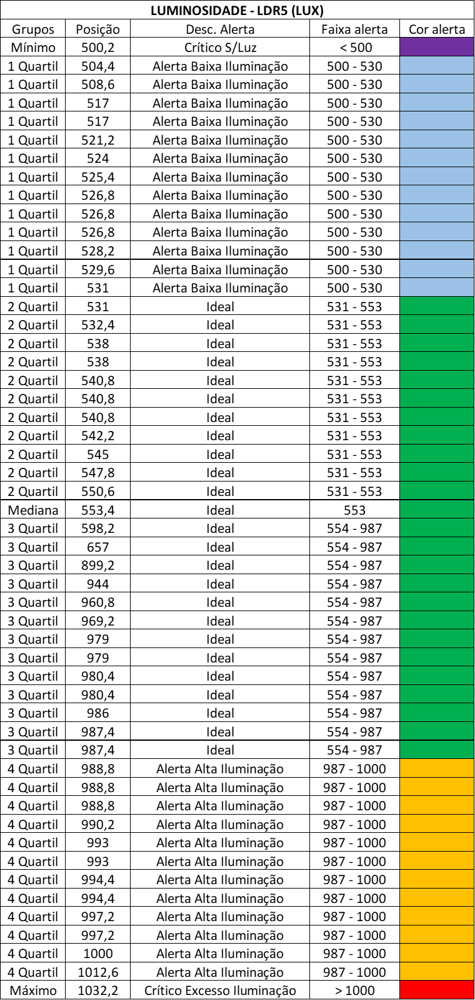 LUMINOSIDADE - LDR5 (LUX)
Grupos Posição Desc. Alerta Faixa alerta Cor alerta
Mínimo 500,2 Crítico S/Luz < 500
1 Quartil 504,4 Alerta Baixa Iluminação 500 - 530
1 Quartil 508,6 Alerta Baixa Iluminação 500 - 530
1 Quartil 517 Alerta Baixa Iluminação 500 - 530
1 Quartil 517 Alerta Baixa Iluminação 500 - 530
1 Quartil 521,2 Alerta Baixa Iluminação 500 - 530
1 Quartil 524 Alerta Baixa Iluminação 500 - 530
1 Quartil 525,4 Alerta Baixa Iluminação 500 - 530
1 Quartil 526,8 Alerta Baixa Iluminação 500 - 530
1 Quartil 526,8 Alerta Baixa Iluminação 500 - 530
1 Quartil 526,8 Alerta Baixa Iluminação 500 - 530
1 Quartil 528,2 Alerta Baixa Iluminação 500 - 530
1 Quartil 529,6 Alerta Baixa Iluminação 500 - 530
1 Quartil 531 Alerta Baixa Iluminação 500 - 530
2 Quartil 531 Ideal 531 - 553
2 Quartil 532,4 Ideal 531 - 553
2 Quartil 538 Ideal 531 - 553
2 Quartil 538 Ideal 531 - 553
2 Quartil 540,8 Ideal 531 - 553
2 Quartil 540,8 Ideal 531 - 553
2 Quartil 540,8 Ideal 531 - 553
2 Quartil 542,2 Ideal 531 - 553
2 Quartil 545 Ideal 531 - 553
2 Quartil 547,8 Ideal 531 - 553
2 Quartil 550,6 Ideal 531 - 553
Mediana 553,4 Ideal 553
3 Quartil 598,2 Ideal 554 - 987
3 Quartil 657 Ideal 554 - 987
3 Quartil 899,2 Ideal 554 - 987
3 Quartil 944 Ideal 554 - 987
3 Quartil 960,8 Ideal 554 - 987
3 Quartil 969,2 Ideal 554 - 987
3 Quartil 979 Ideal 554 - 987
3 Quartil 979 Ideal 554 - 987
3 Quartil 980,4 Ideal 554 - 987
3 Quartil 980,4 Ideal 554 - 987
3 Quartil 986 Ideal 554 - 987
3 Quartil 987,4 Ideal 554 - 987
3 Quartil 987,4 Ideal 554 - 987
4 Quartil 988,8 Alerta Alta Iluminação 987 - 1000
4 Quartil 988,8 Alerta Alta Iluminação 987 - 1000
4 Quartil 988,8 Alerta Alta Iluminação 987 - 1000
4 Quartil 990,2 Alerta Alta Iluminação 987 - 1000
4 Quartil 993 Alerta Alta Iluminação 987 - 1000
4 Quartil 993 Alerta Alta Iluminação 987 - 1000
4 Quartil 994,4 Alerta Alta Iluminação 987 - 1000
4 Quartil 994,4 Alerta Alta Iluminação 987 - 1000
4 Quartil 997,2 Alerta Alta Iluminação 987 - 1000
4 Quartil 997,2 Alerta Alta Iluminação 987 - 1000
4 Quartil 1000 Alerta Alta Iluminação 987 - 1000
4 Quartil 1012,6 Alerta Alta Iluminação 987 - 1000
Máximo 1032,2 Crítico Excesso Iluminação > 1000